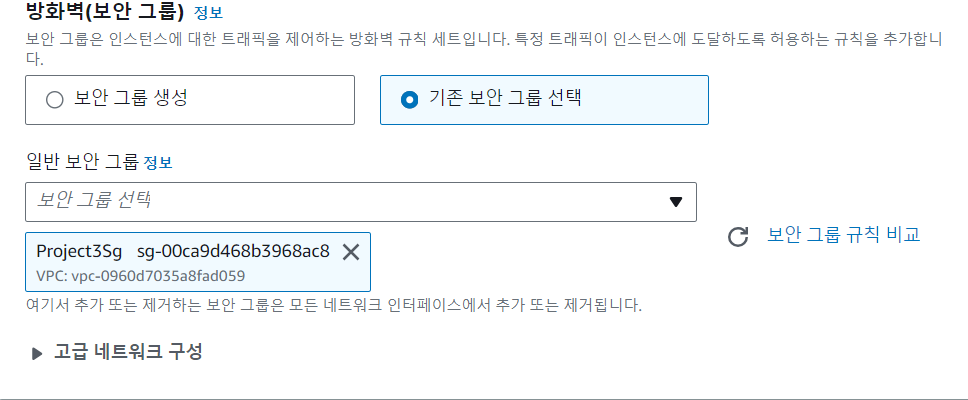 방화벽(보안 그룹) 정보
보안 그룹은 인스턴스에 대한 트래픽을 제어하는 방화벽 규칙 세트입니다. 특정 트래픽이 인스턴스에 도달하도록 허용하는 규칙을 추가합니
다.
보안 그룹 생성
기존 보안 그룹 선택
일반 보안 그룹 정보
보안 그룹 선택
Project3Sg sg-00ca9d468b3968ac8
VPC: vpc-0960d7035a8fad059
보안 그룹 규칙 비교
여기서 추가 또는 제거하는 보안 그룹은 모든 네트워크 인터페이스에서 추가 또는 제거됩니다.
고급 네트워크 구성